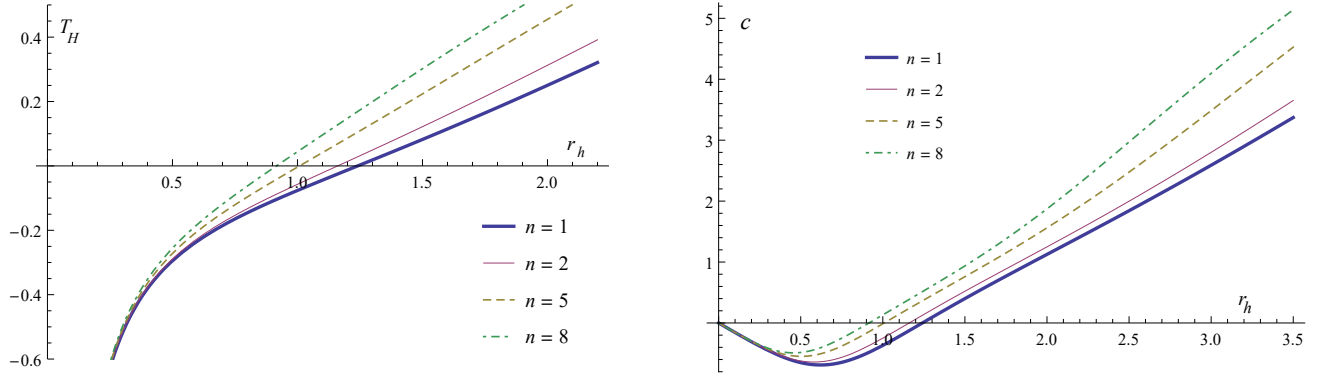 T_H
0.4
0.2
r_h
0.5
1.0
1.5
2.0
−0.2
−0.4
−0.6
n = 1
n = 2
n = 5
n = 8
c
5
4
3
2
1
n = 1
n = 2
n = 5
n = 8
r_h
0.5
1.0
1.5
2.0
2.5
3.0
3.5